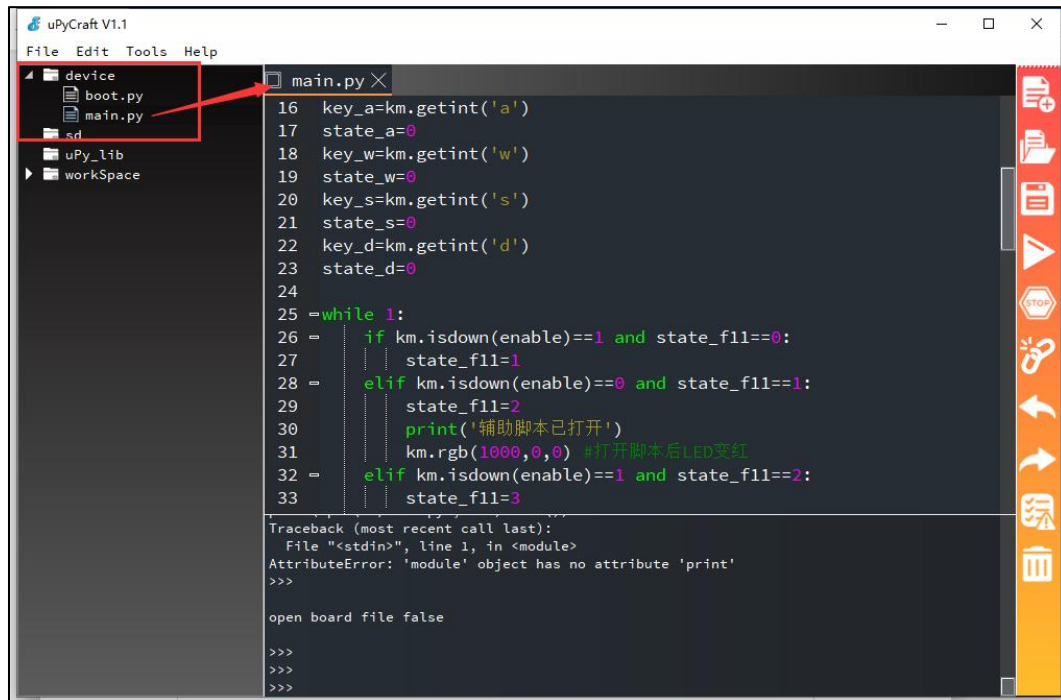 uPyCraft V1.1
File Edit Tools Help
device
boot.py
main.py
sd
uPy_lib
workSpace
main.py
16 key_a=km.getint('a')
17 state_a=0
18 key_w=km.getint('w')
19 state_w=0
20 key_s=km.getint('s')
21 state_s=0
22 key_d=km.getint('d')
23 state_d=0
24
25 while 1:
26 if km.isdown(enable)==1 and state_f11==0:
27 state_f11=1
28 elif km.isdown(enable)==0 and state_f11==1:
29 state_f11=2
30 print('辅助脚本已打开')
31 km.rgb(1000,0,0) #打开脚本后LED变红
32 elif km.isdown(enable)==1 and state_f11==2:
33 state_f11=3
Traceback (most recent call last):
File "<stdin>", line 1, in <module>
AttributeError: 'module' object has no attribute 'print'
>>>
open board file false
>>>
>>>
>>>
STOP